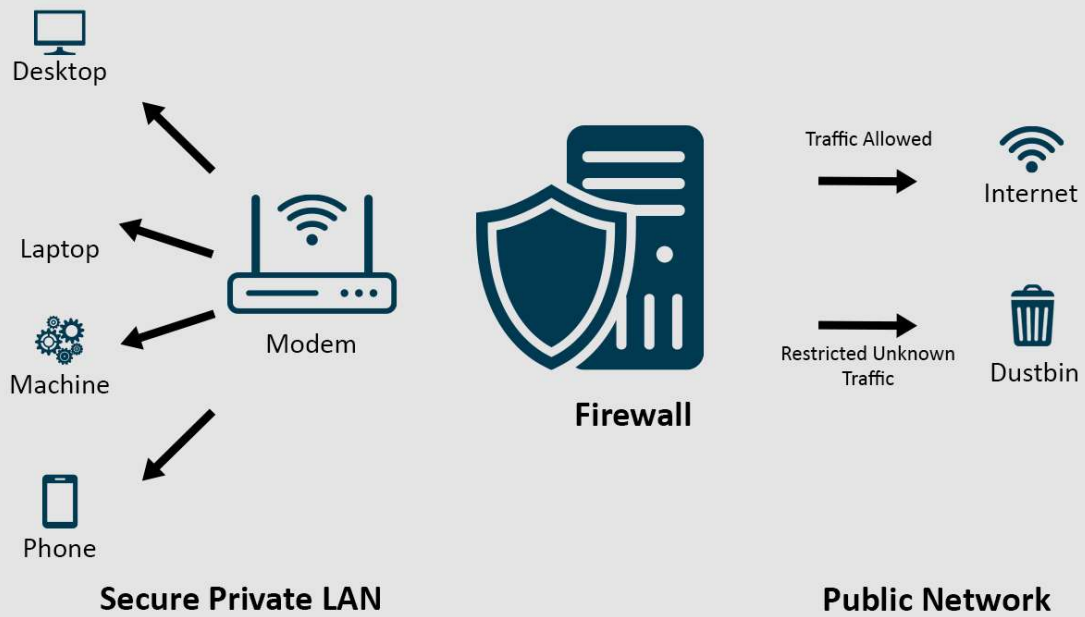 Desktop
Laptop
Machine
Phone
Modem
Secure Private LAN
Firewall
Traffic Allowed
Internet
Restricted Unknown
Traffic
Dustbin
Public Network